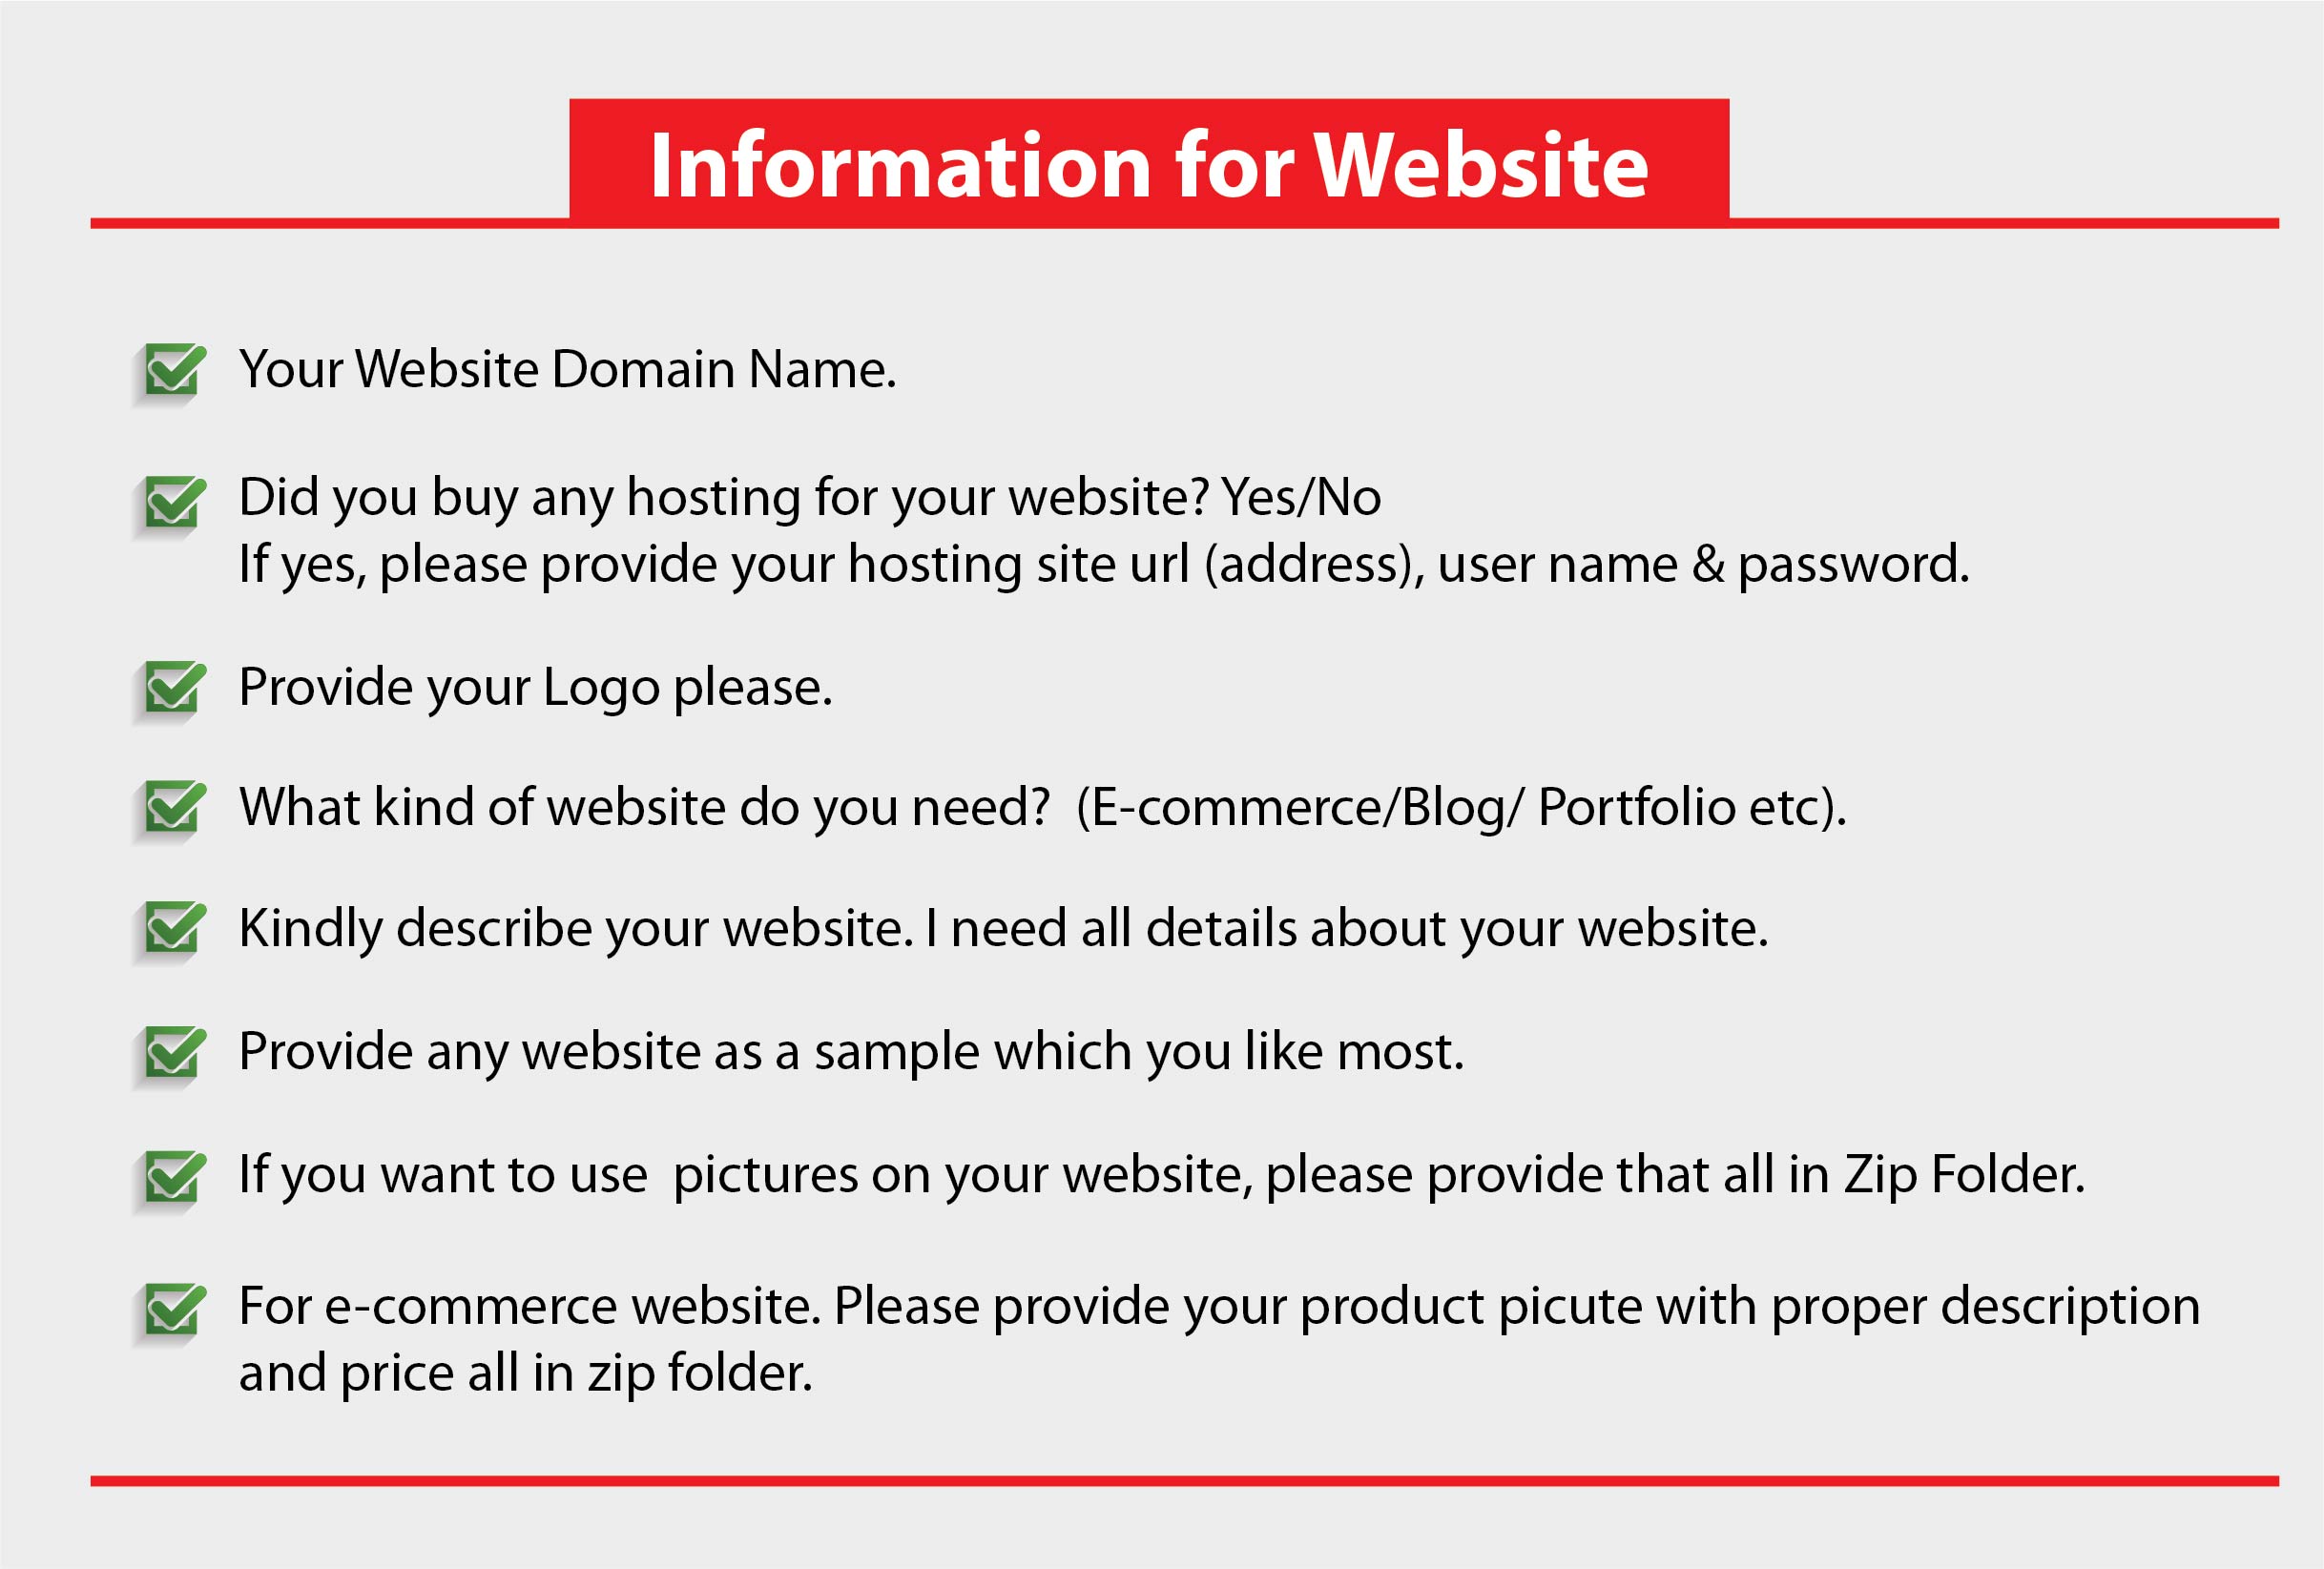 Information for Website
Your Website Domain Name.
Did you buy any hosting for your website? Yes/No
If yes, please provide your hosting site url (address), user name & password.
Provide your Logo please.
What kind of website do you need?  (E-commerce/Blog/ Portfolio etc).
Kindly describe your website. I need all details about your website.
Provide any website as a sample which you like most.
If you want to use  pictures on your website, please provide that all in Zip Folder.
For e-commerce website. Please provide your product picute with proper description
and price all in zip folder.